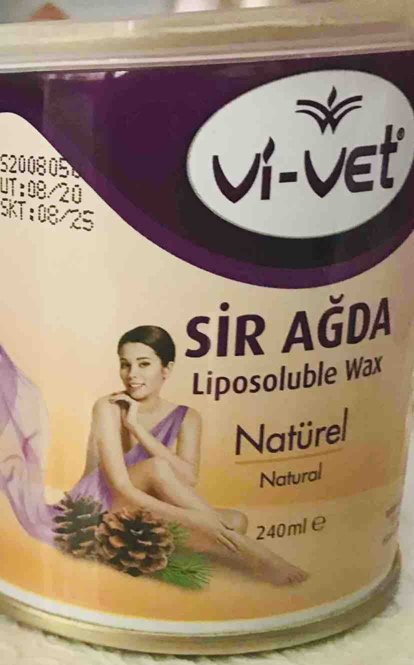 Vi-VET®
UT:08/20
SKT:08/25
SİR AĞDA
Liposoluble Wax
Natürel
Natural
240ml e